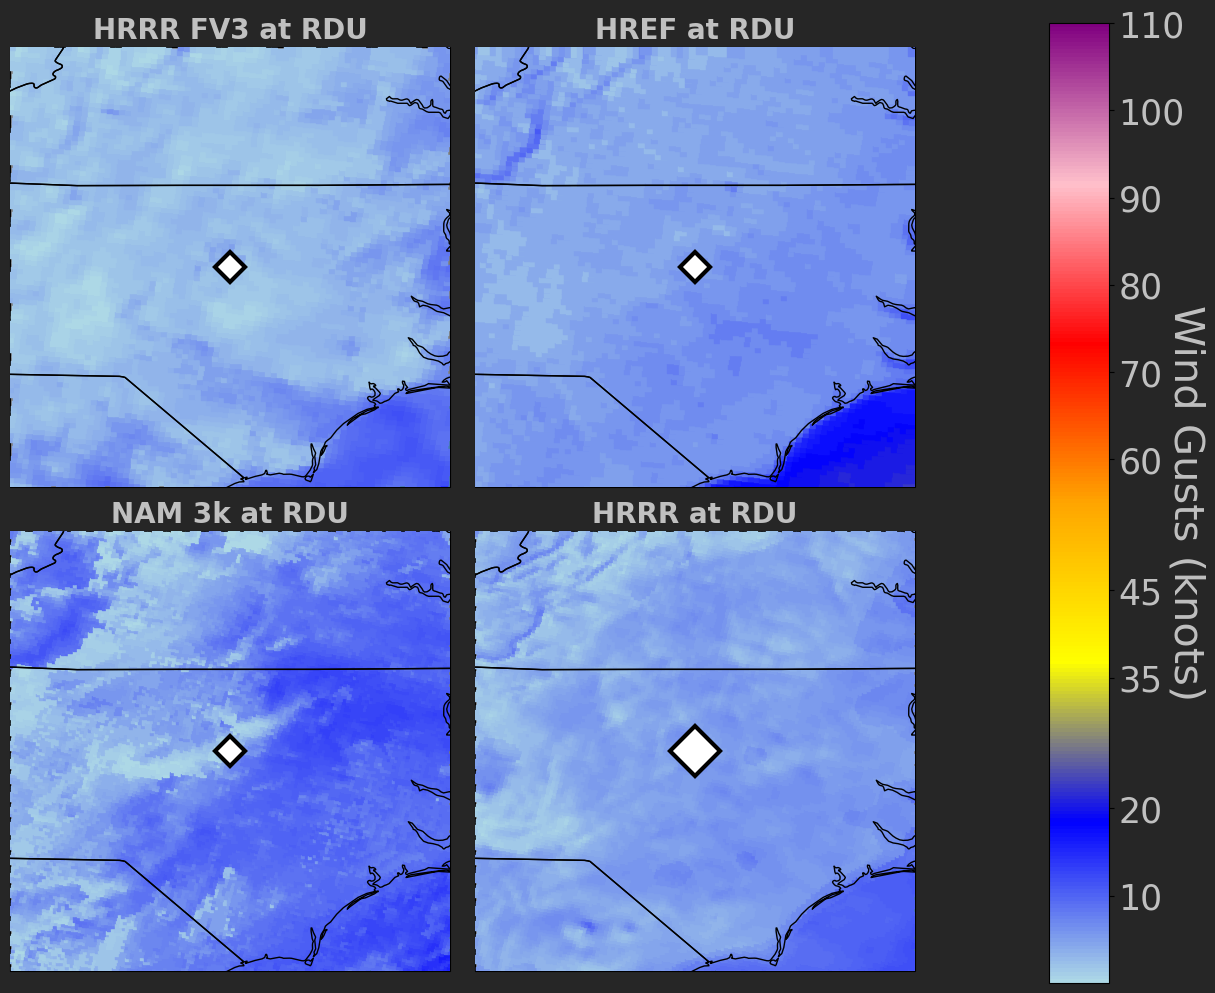 HRRR FV3 at RDU
HREF at RDU
NAM 3k at RDU
HRRR at RDU
110
100
90
80
70
60
45
35
20
10
Wind Gusts (knots)